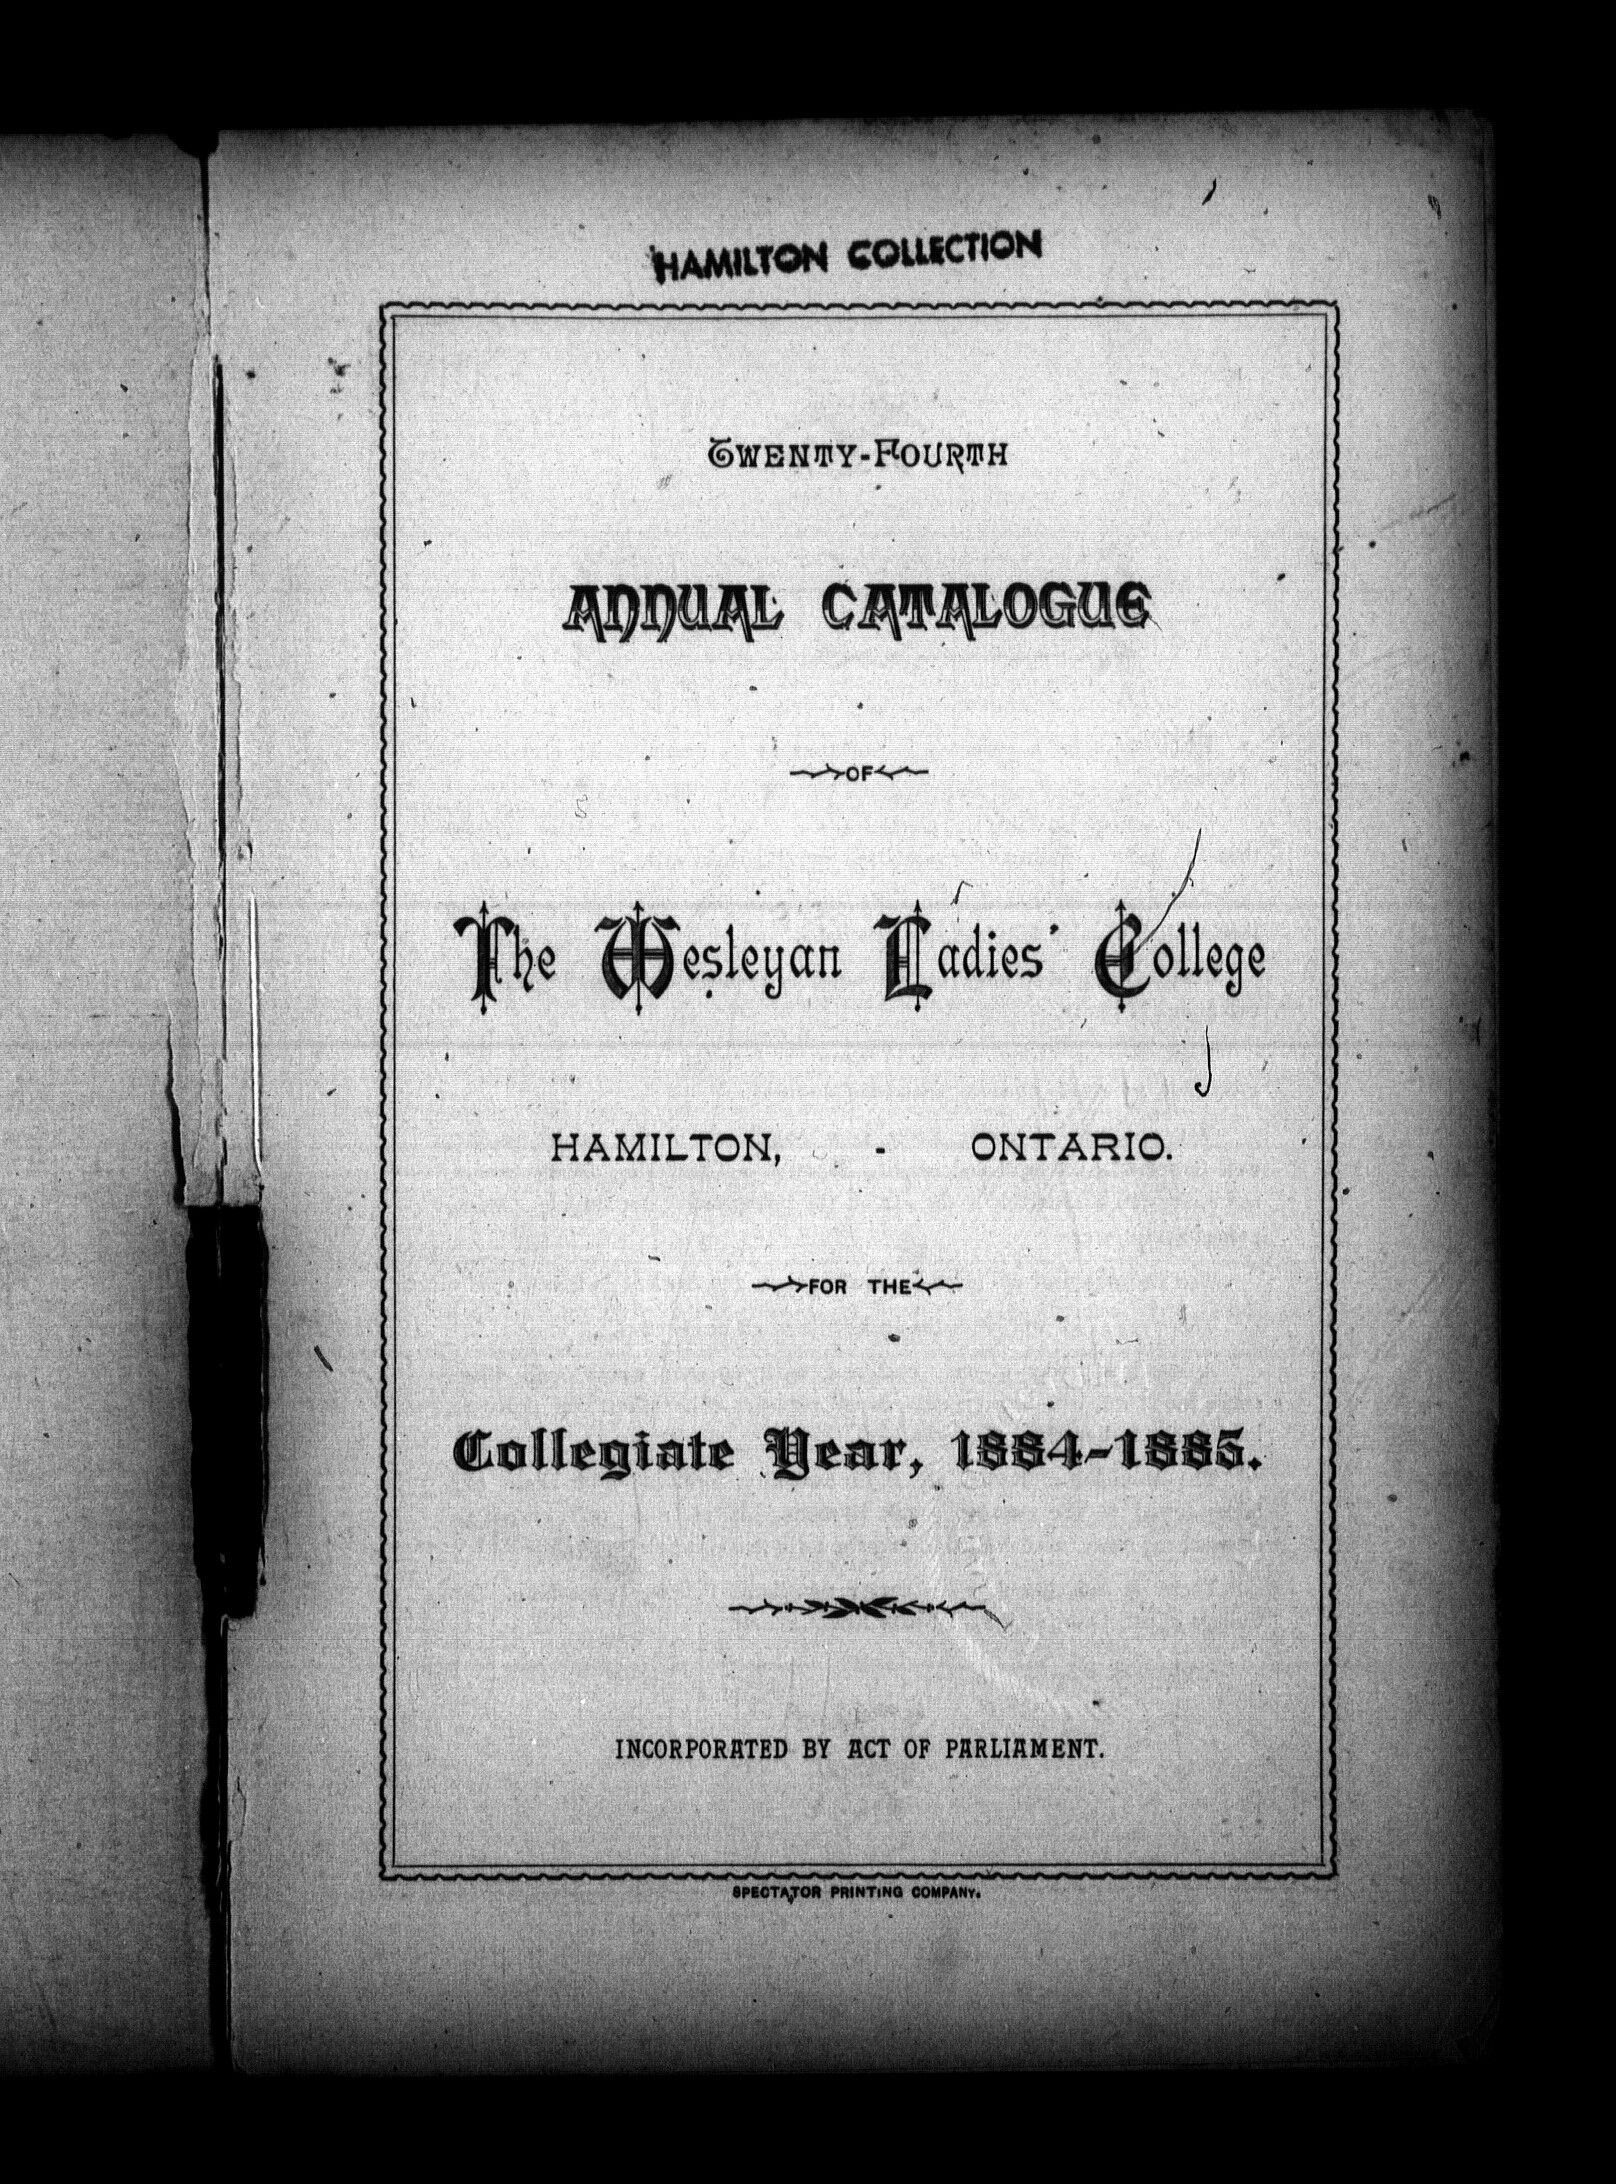 HAMILTON COLLECTION
TWENTY-FOURTH
ANNUAL CATALOGUE
OF
The Wesleyan Ladies' College
HAMILTON, - ONTARIO.
FOR THE
Collegiate Year, 1884-1885.
INCORPORATED BY ACT OF PARLIAMENT.
SPECTATOR PRINTING COMPANY.